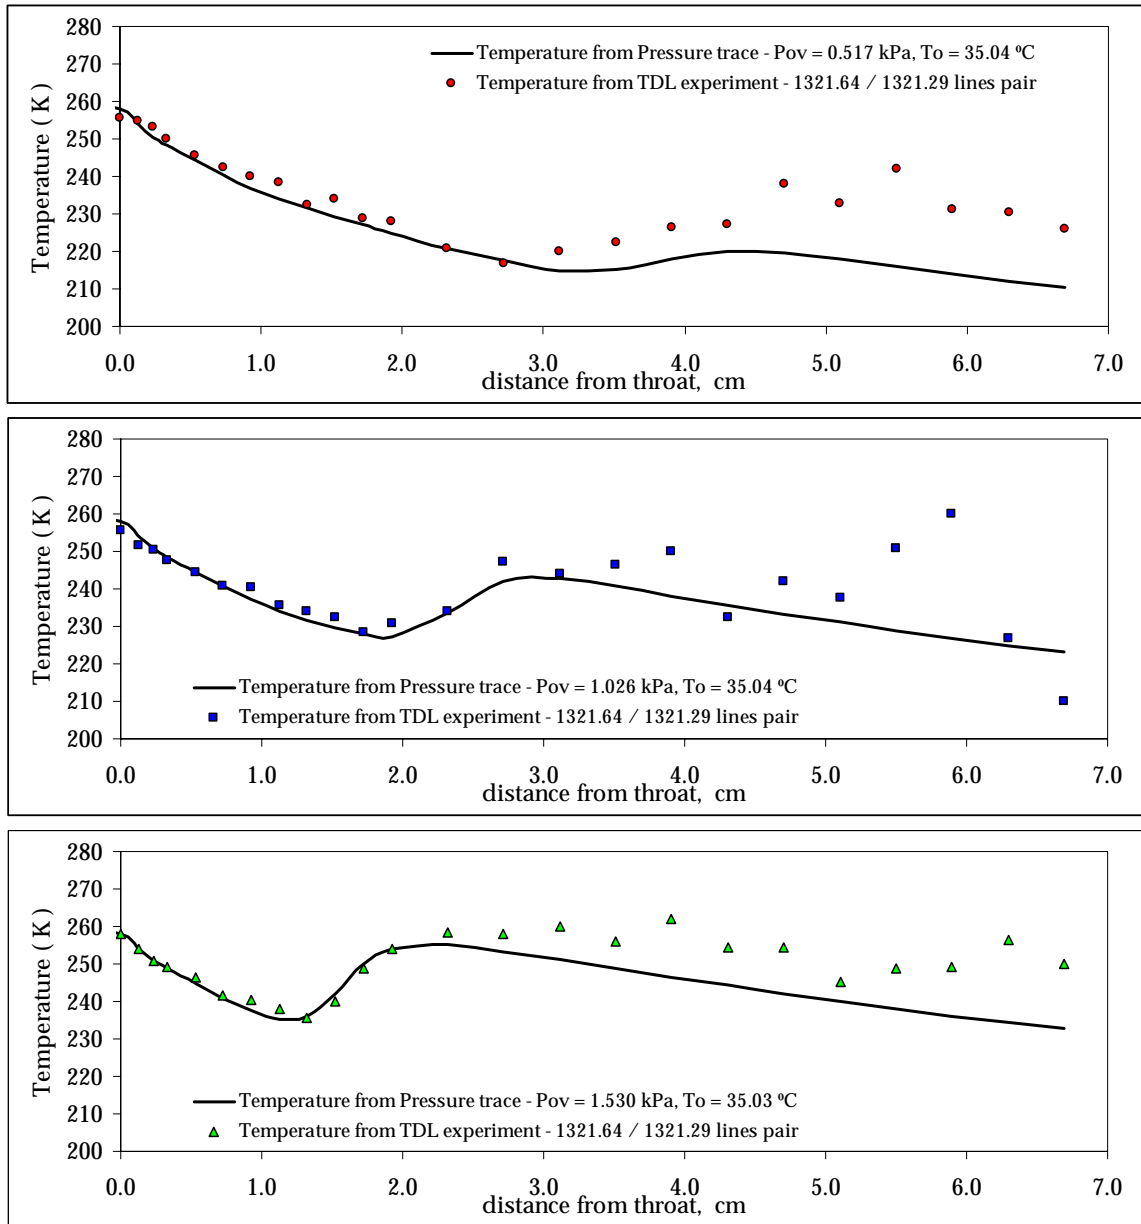 280
270
260
250
240
230
220
210
200
Temperature ( K )
Temperature from Pressure trace - Pov = 0.517 kPa, To = 35.04 ºC
Temperature from TDL experiment - 1321.64 / 1321.29 lines pair
0.0 1.0 2.0 3.0 4.0 5.0 6.0 7.0
distance from throat, cm
280
270
260
250
240
230
220
210
200
Temperature ( K )
Temperature from Pressure trace - Pov = 1.026 kPa, To = 35.04 ºC
Temperature from TDL experiment - 1321.64 / 1321.29 lines pair
0.0 1.0 2.0 3.0 4.0 5.0 6.0 7.0
distance from throat, cm
280
270
260
250
240
230
220
210
200
Temperature ( K )
Temperature from Pressure trace - Pov = 1.530 kPa, To = 35.03 ºC
Temperature from TDL experiment - 1321.64 / 1321.29 lines pair
0.0 1.0 2.0 3.0 4.0 5.0 6.0 7.0
distance from throat, cm